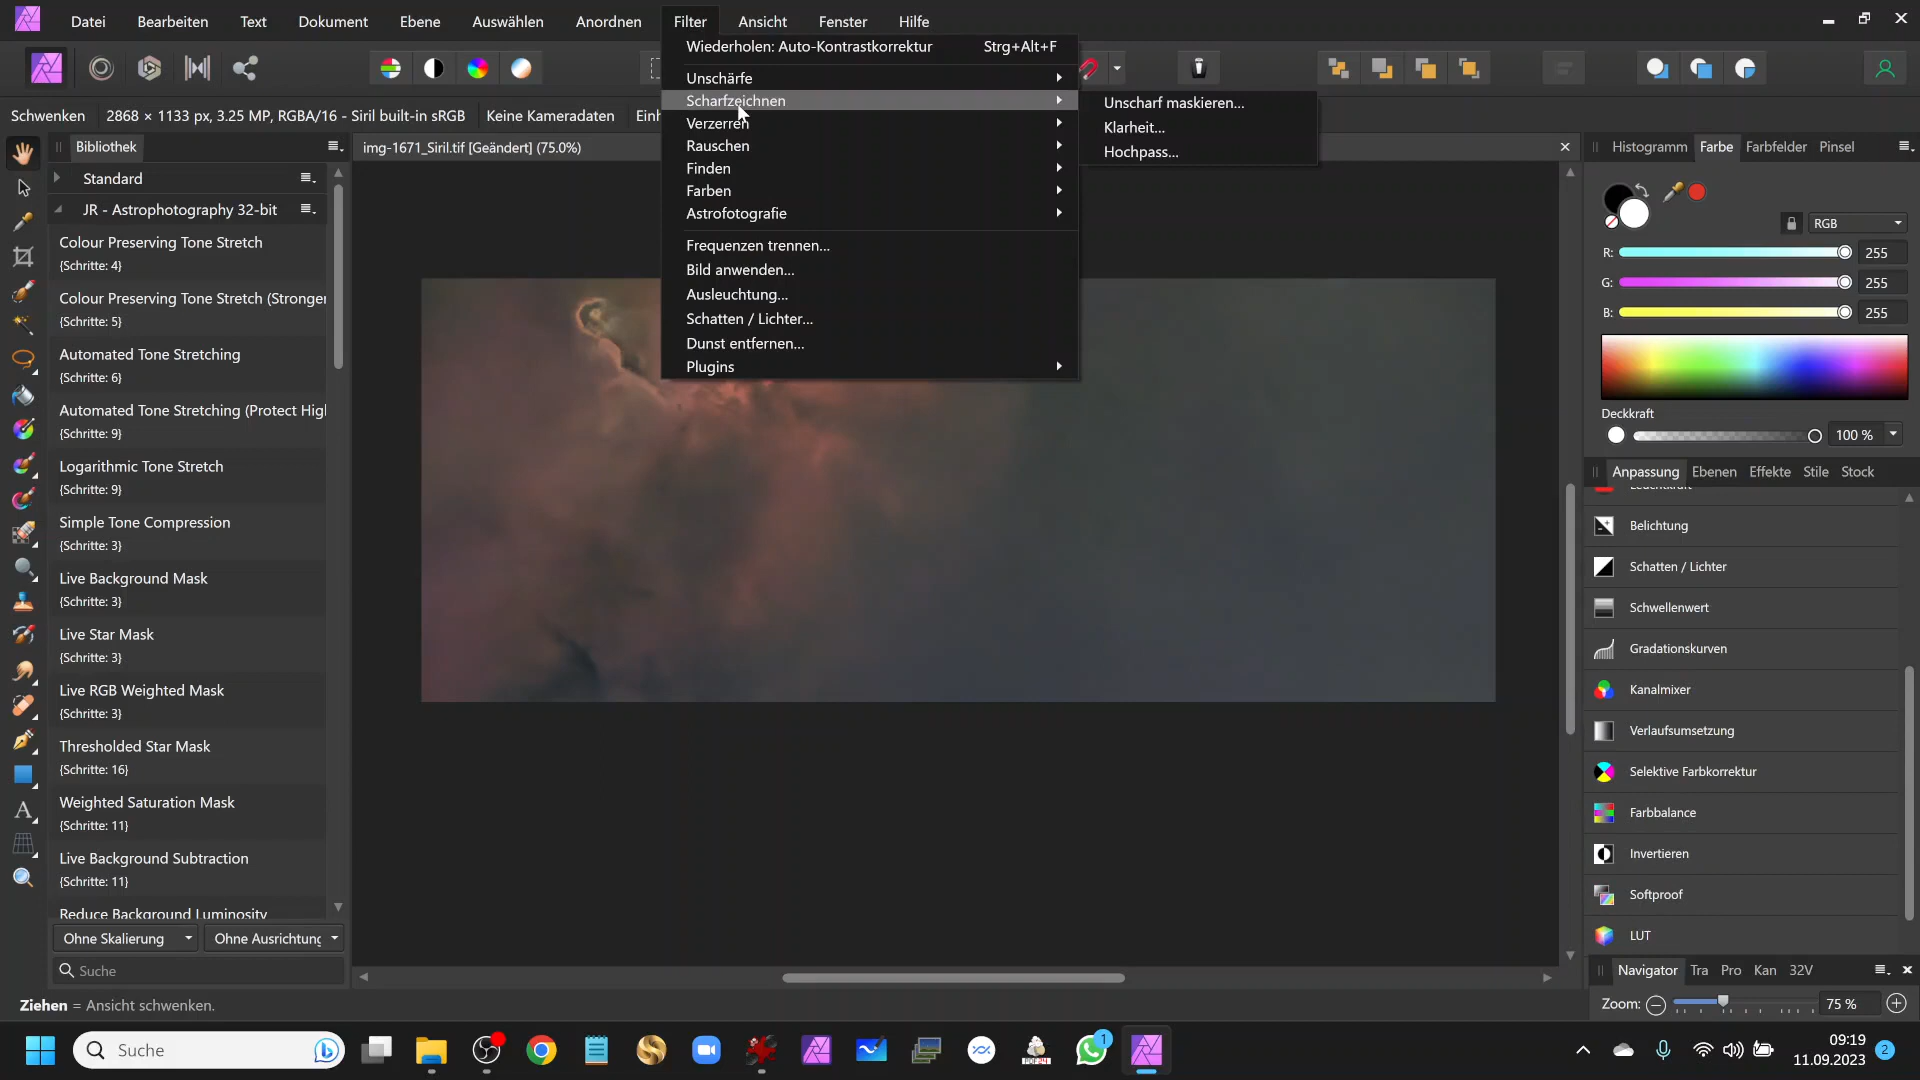 Datei Bearbeiten Text Dokument Ebene Auswählen Anordnen Filter Ansicht Fenster Hilfe
Wiederholen: Auto-Kontrastkorrektur Strg+Alt+F
Unschärfe
Scharfzeichnen
Verzerren
Rauschen
Finden
Farben
Astrofotografie
Frequenzen trennen...
Bild anwenden...
Ausleuchtung...
Schatten / Lichter...
Dunst entfernen...
Plugins
Unscharf maskieren...
Klarheit...
Hochpass...
Schwenken 2868 × 1133 px, 3.25 MP, RGBA/16 - Siril built-in sRGB Keine Kameradaten
Bibliothek
img-1671_Siril.tif [Geändert] (75.0%)
Standard
JR - Astrophotography 32-bit
Colour Preserving Tone Stretch
{Schritte: 4}
Colour Preserving Tone Stretch (Stronger
{Schritte: 5}
Automated Tone Stretching
{Schritte: 6}
Automated Tone Stretching (Protect Higl
{Schritte: 9}
Logarithmic Tone Stretch
{Schritte: 9}
Simple Tone Compression
{Schritte: 3}
Live Background Mask
{Schritte: 3}
Live Star Mask
{Schritte: 3}
Live RGB Weighted Mask
{Schritte: 3}
Thresholded Star Mask
{Schritte: 16}
Weighted Saturation Mask
{Schritte: 11}
Live Background Subtraction
{Schritte: 11}
Reduce Background Luminosity
Ohne Skalierung Ohne Ausrichtung
Suche
Ziehen = Ansicht schwenken.
Histogramm Farbe Farbfelder Pinsel
RGB
R: 255
G: 255
B: 255
Deckkraft
100 %
Anpassung Ebenen Effekte Stile Stock
Leuchtkraft
Belichtung
Schatten / Lichter
Schwellenwert
Gradationskurven
Kanalmixer
Verlaufsumsetzung
Selektive Farbkorrektur
Farbbalance
Invertieren
Softproof
LUT
Navigator Tra Pro Kan 32V
Zoom: 75 %
Suche
PDF24
1
09:19
11.09.2023
2